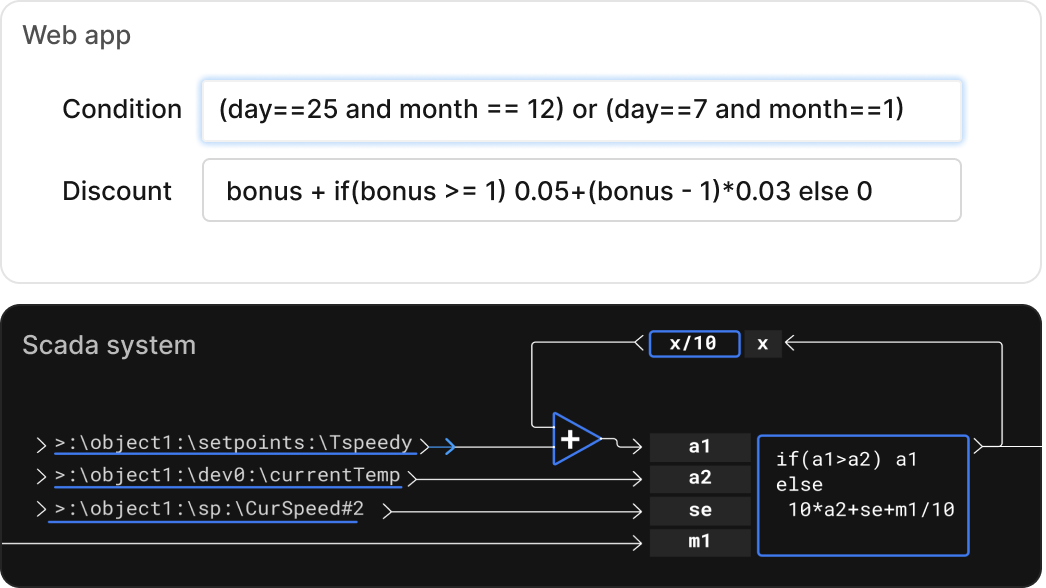 Web app
Condition (day==25 and month == 12) or (day==7 and month==1)
Discount bonus + if(bonus >= 1) 0.05+(bonus - 1)*0.03 else 0
Scada system
x/10 x
>:\object1:\setpoints:\Tspeedy + a1
>:\object1:\dev0:\currentTemp a2
>:\object1:\sp:\CurSpeed#2 se
m1
if(a1>a2) a1
else
10*a2+se+m1/10